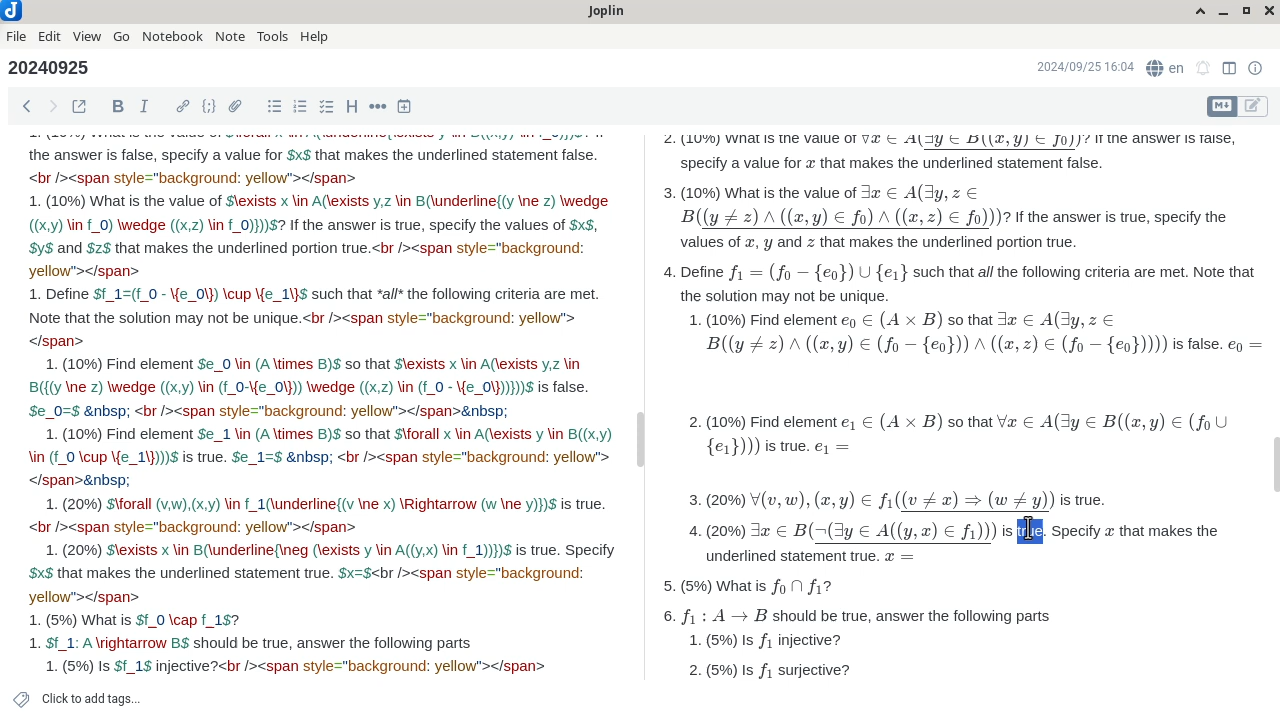 Joplin
File Edit View Go Notebook Note Tools Help
20240925
2024/09/25 16:04 en
the answer is false, specify a value for $x$ that makes the underlined statement false.
<br /><span style="background: yellow"></span>
1. (10%) What is the value of $\exists x \in A(\exists y,z \in B(\underline{(y \ne z) \wedge
((x,y) \in f_0) \wedge ((x,z) \in f_0)}))$? If the answer is true, specify the values of $x$,
$y$ and $z$ that makes the underlined portion true.<br /><span style="background:
yellow"></span>
1. Define $f_1=(f_0 - \{e_0\}) \cup \{e_1\}$ such that *all* the following criteria are met.
Note that the solution may not be unique.<br /><span style="background: yellow">
</span>
1. (10%) Find element $e_0 \in (A \times B)$ so that $\exists x \in A(\exists y,z \in
B({(y \ne z) \wedge ((x,y) \in (f_0-\{e_0\})) \wedge ((x,z) \in (f_0 - \{e_0\}))}))$ is false.
$e_0=$ &nbsp; <br /><span style="background: yellow"></span>&nbsp;
1. (10%) Find element $e_1 \in (A \times B)$ so that $\forall x \in A(\exists y \in B((x,y)
\in (f_0 \cup \{e_1\})))$ is true. $e_1=$ &nbsp; <br /><span style="background: yellow">
</span>&nbsp;
1. (20%) $\forall (v,w),(x,y) \in f_1(\underline{(v \ne x) \Rightarrow (w \ne y)})$ is true.
<br /><span style="background: yellow"></span>
1. (20%) $\exists x \in B(\underline{\neg (\exists y \in A((y,x) \in f_1))})$ is true. Specify
$x$ that makes the underlined statement true. $x=$<br /><span style="background:
yellow"></span>
1. (5%) What is $f_0 \cap f_1$?
1. $f_1: A \rightarrow B$ should be true, answer the following parts
1. (5%) Is $f_1$ injective?<br /><span style="background: yellow"></span>
2. (10%) What is the value of ∀x ∈ A(∃y ∈ B((x, y) ∈ f₀))? If the answer is false,
specify a value for x that makes the underlined statement false.
3. (10%) What is the value of ∃x ∈ A(∃y, z ∈
B((y ≠ z) ∧ ((x, y) ∈ f₀) ∧ ((x, z) ∈ f₀)))? If the answer is true, specify the
values of x, y and z that makes the underlined portion true.
4. Define f₁ = (f₀ − {e₀}) ∪ {e₁} such that all the following criteria are met. Note that
the solution may not be unique.
1. (10%) Find element e₀ ∈ (A × B) so that ∃x ∈ A(∃y, z ∈
B((y ≠ z) ∧ ((x, y) ∈ (f₀ − {e₀})) ∧ ((x, z) ∈ (f₀ − {e₀})))) is false. e₀ =
2. (10%) Find element e₁ ∈ (A × B) so that ∀x ∈ A(∃y ∈ B((x, y) ∈ (f₀ ∪
{e₁}))) is true. e₁ =
3. (20%) ∀(v, w), (x, y) ∈ f₁((v ≠ x) ⇒ (w ≠ y)) is true.
4. (20%) ∃x ∈ B(¬(∃y ∈ A((y, x) ∈ f₁))) is true. Specify x that makes the
underlined statement true. x =
5. (5%) What is f₀ ∩ f₁?
6. f₁ : A → B should be true, answer the following parts
1. (5%) Is f₁ injective?
2. (5%) Is f₁ surjective?
Click to add tags...